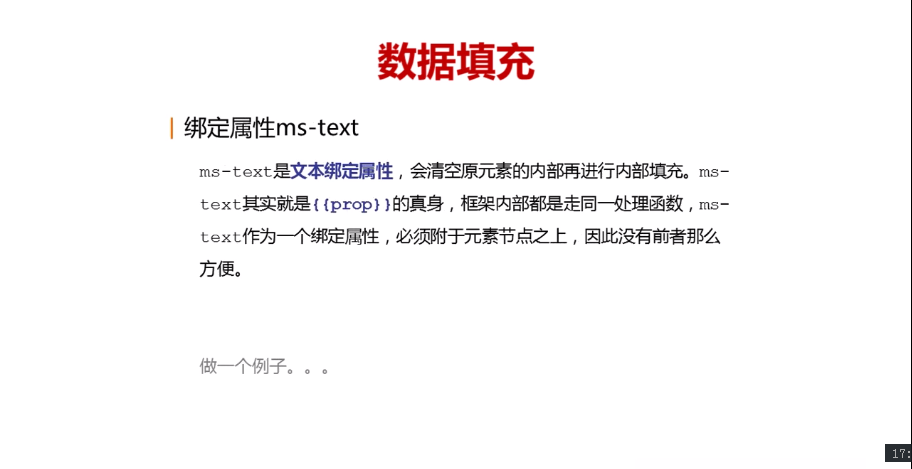 数据填充
绑定属性ms-text
ms-text是文本绑定属性，会清空原元素的内部再进行内部填充。ms-
text其实就是{{prop}}的真身，框架内部都是走同一处理函数，ms-
text作为一个绑定属性，必须附于元素节点之上，因此没有前者那么
方便。
做一个例子。。。
17: